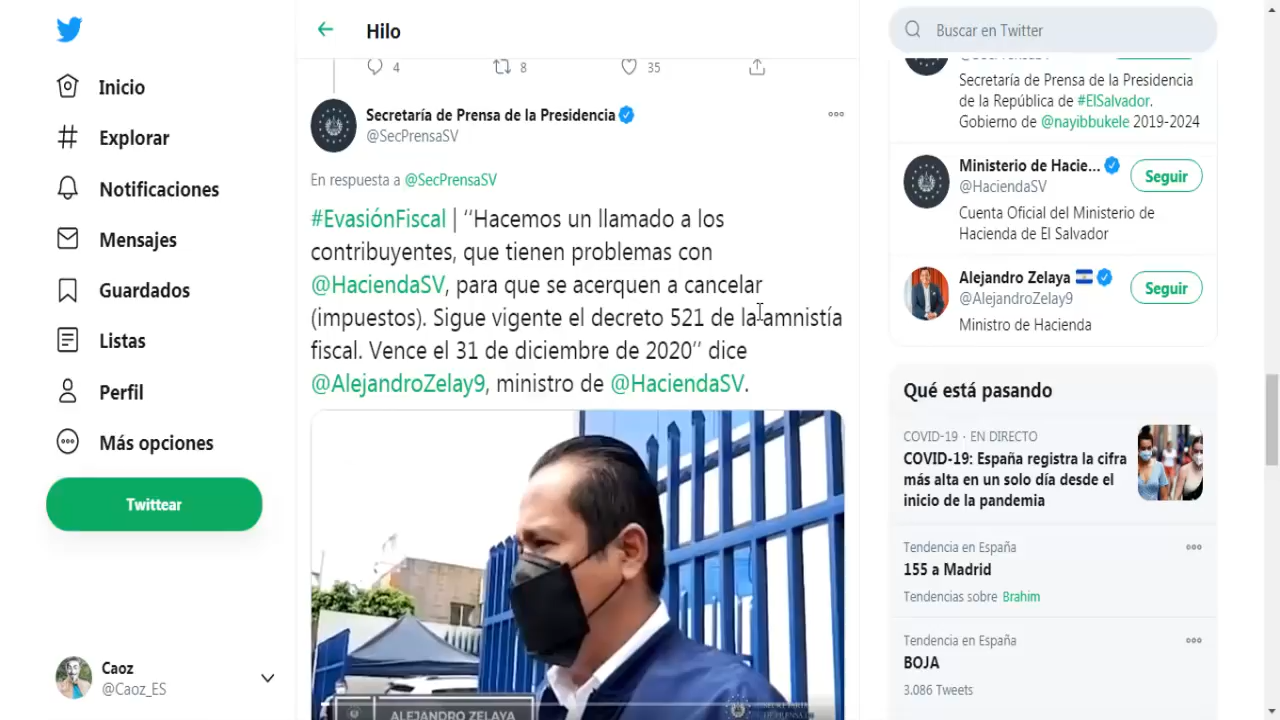 Inicio
Explorar
Notificaciones
Mensajes
Guardados
Listas
Perfil
Más opciones
Twittear
Caoz
@Caoz_ES
Hilo
4
8
35
Secretaría de Prensa de la Presidencia
@SecPrensaSV
En respuesta a @SecPrensaSV
#EvasiónFiscal | “Hacemos un llamado a los
contribuyentes, que tienen problemas con
@HaciendaSV, para que se acerquen a cancelar
(impuestos). Sigue vigente el decreto 521 de la amnistía
fiscal. Vence el 31 de diciembre de 2020” dice
@AlejandroZelay9, ministro de @HaciendaSV.
ALEJANDRO ZELAYA
Buscar en Twitter
Secretaría de Prensa de la Presidencia
de la República de #ElSalvador.
Gobierno de @nayibbukele 2019-2024
Ministerio de Hacie...
@HaciendaSV
Seguir
Cuenta Oficial del Ministerio de
Hacienda de El Salvador
Alejandro Zelaya
@AlejandroZelay9
Seguir
Ministro de Hacienda
Qué está pasando
COVID-19 · EN DIRECTO
COVID-19: España registra la cifra
más alta en un solo día desde el
inicio de la pandemia
Tendencia en España
155 a Madrid
Tendencias sobre Brahim
Tendencia en España
BOJA
3.086 Tweets